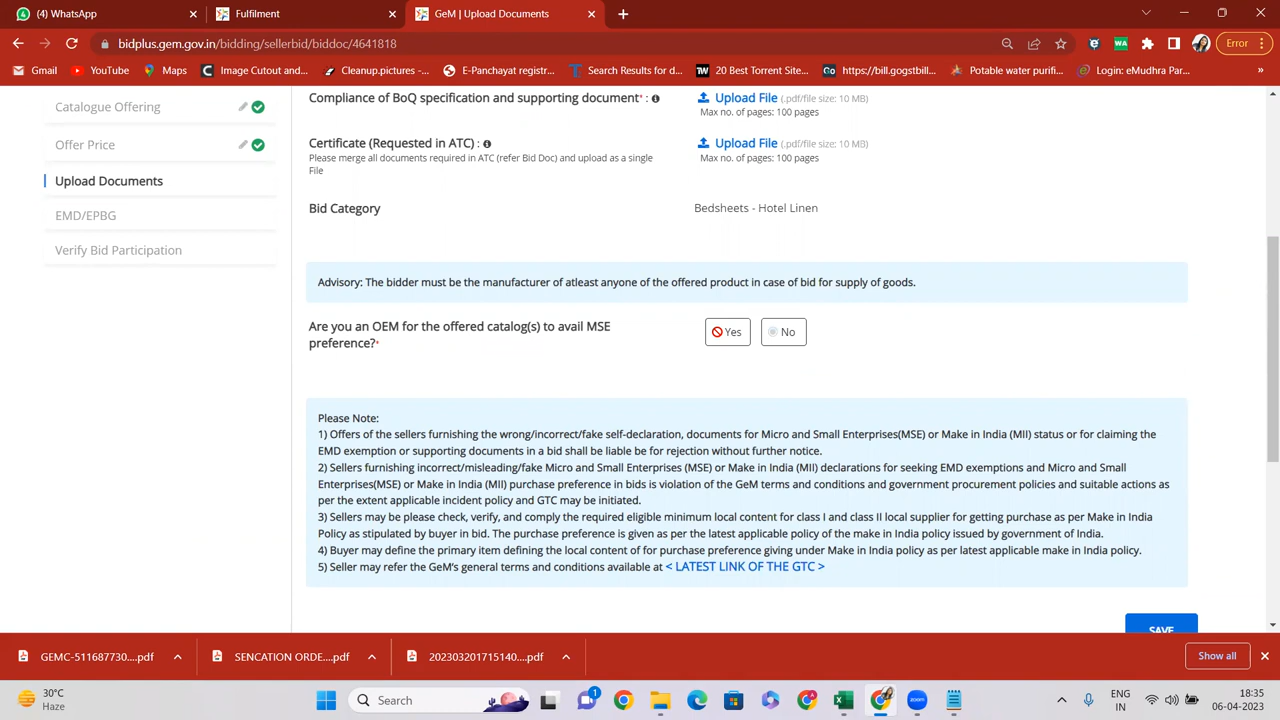 (4) WhatsApp
Fulfilment
GeM | Upload Documents
bidplus.gem.gov.in/bidding/sellerbid/biddoc/4641818
Error
Gmail
YouTube
Maps
Image Cutout and...
Cleanup.pictures -...
E-Panchayat registr...
Search Results for d...
20 Best Torrent Site...
https://bill.gogstbill...
Potable water purifi...
Login: eMudhra Par...
Catalogue Offering
Offer Price
Upload Documents
EMD/EPBG
Verify Bid Participation
Compliance of BoQ specification and supporting document* :
Upload File (.pdf/file size: 10 MB)
Max no. of pages: 100 pages
Certificate (Requested in ATC) :
Please merge all documents required in ATC (refer Bid Doc) and upload as a single
File
Upload File (.pdf/file size: 10 MB)
Max no. of pages: 100 pages
Bid Category
Bedsheets - Hotel Linen
Advisory: The bidder must be the manufacturer of atleast anyone of the offered product in case of bid for supply of goods.
Are you an OEM for the offered catalog(s) to avail MSE
preference?*
Yes
No
Please Note:
1) Offers of the sellers furnishing the wrong/incorrect/fake self-declaration, documents for Micro and Small Enterprises(MSE) or Make in India (MII) status or for claiming the
EMD exemption or supporting documents in a bid shall be liable be for rejection without further notice.
2) Sellers furnishing incorrect/misleading/fake Micro and Small Enterprises (MSE) or Make in India (MII) declarations for seeking EMD exemptions and Micro and Small
Enterprises(MSE) or Make in India (MII) purchase preference in bids is violation of the GeM terms and conditions and government procurement policies and suitable actions as
per the extent applicable incident policy and GTC may be initiated.
3) Sellers may be please check, verify, and comply the required eligible minimum local content for class I and class II local supplier for getting purchase as per Make in India
Policy as stipulated by buyer in bid. The purchase preference is given as per the latest applicable policy of the make in India policy issued by government of India.
4) Buyer may define the primary item defining the local content of for purchase preference giving under Make in India policy as per latest applicable make in India policy.
5) Seller may refer the GeM's general terms and conditions available at < LATEST LINK OF THE GTC >
SAVE
GEMC-511687730....pdf
SENCATION ORDE....pdf
202303201715140....pdf
Show all
30°C
Haze
Search
1
ENG
IN
18:35
06-04-2023